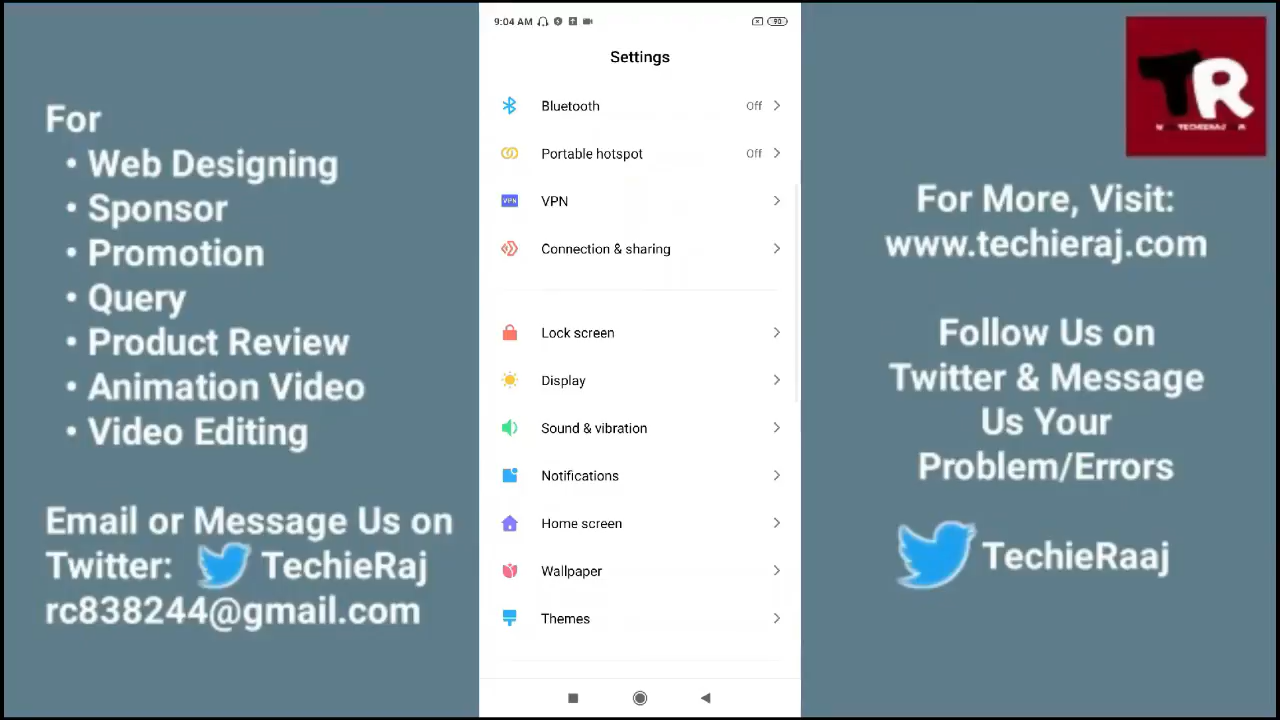 For
• Web Designing
• Sponsor
• Promotion
• Query
• Product Review
• Animation Video
• Video Editing
Email or Message Us on
Twitter: TechieRaj
rc838244@gmail.com
9:04 AM
90
Settings
Bluetooth Off
Portable hotspot Off
VPN VPN
Connection & sharing
Lock screen
Display
Sound & vibration
Notifications
Home screen
Wallpaper
Themes
TR
For More, Visit:
www.techieraj.com
Follow Us on
Twitter & Message
Us Your
Problem/Errors
TechieRaaj